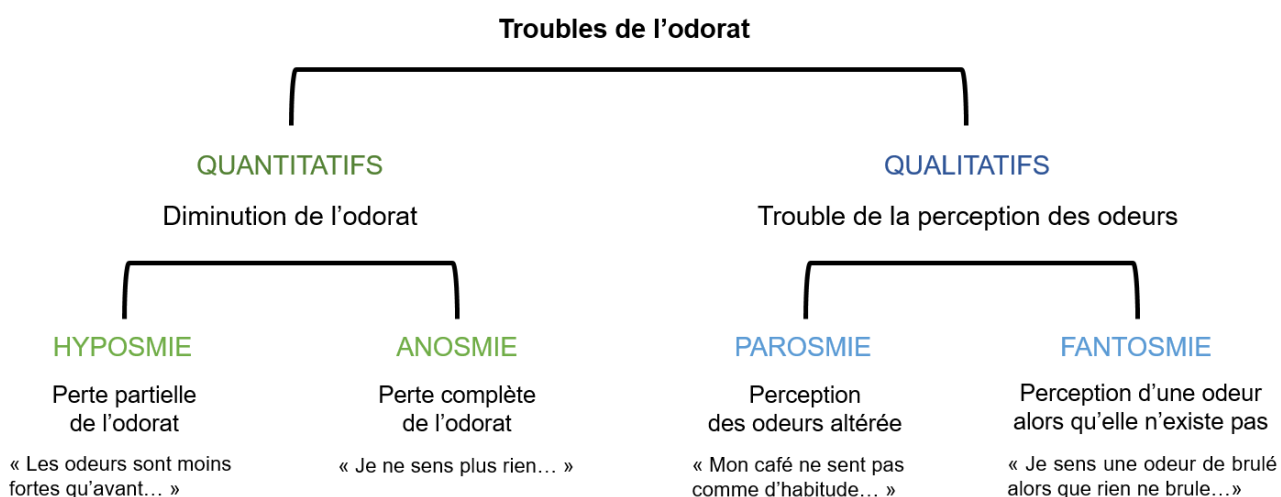 Troubles de l’odorat
QUANTITATIFS
Diminution de l’odorat
QUALITATIFS
Trouble de la perception des odeurs
HYPOSMIE
Perte partielle
de l’odorat
« Les odeurs sont moins
fortes qu’avant… »
ANOSMIE
Perte complète
de l’odorat
« Je ne sens plus rien… »
PAROSMIE
Perception
des odeurs altérée
« Mon café ne sent pas
comme d’habitude… »
FANTOSMIE
Perception d’une odeur
alors qu’elle n’existe pas
« Je sens une odeur de brulé
alors que rien ne brule…»